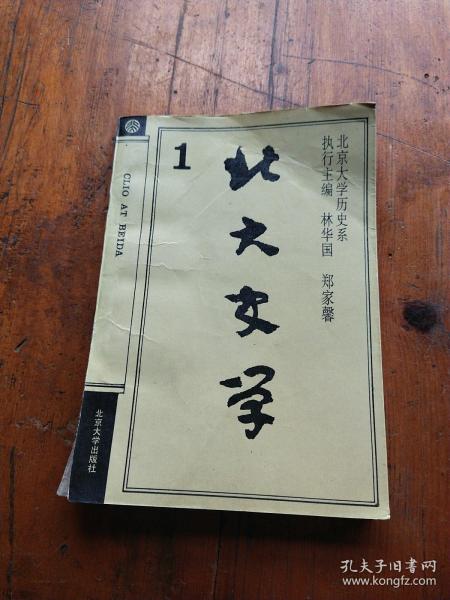 北京大学历史系
执行主编 林华国 郑家馨
1
北大史学
CLIO AT BEIDA
北京大学出版社
孔夫子旧书网
www.kongfz.com